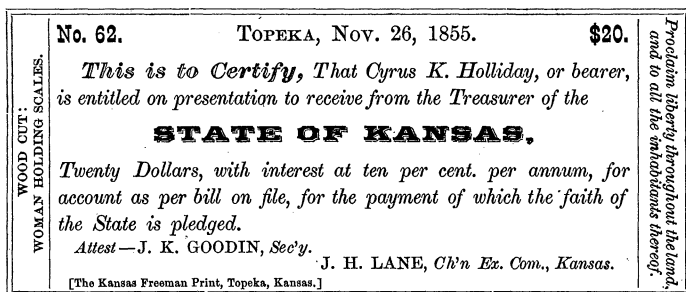 WOOD CUT:
WOMAN HOLDING SCALES.
No. 62. TOPEKA, NOV. 26, 1855. $20.
This is to Certify, That Cyrus K. Holliday, or bearer,
is entitled on presentation to receive from the Treasurer of the
STATE OF KANSAS,
Twenty Dollars, with interest at ten per cent. per annum, for
account as per bill on file, for the payment of which the faith of
the State is pledged.
Attest—J. K. GOODIN, Sec'y.
J. H. LANE, Ch'n Ex. Com., Kansas.
[The Kansas Freeman Print, Topeka, Kansas.]
Proclaim liberty throughout the land,
and to all the inhabitants thereof.